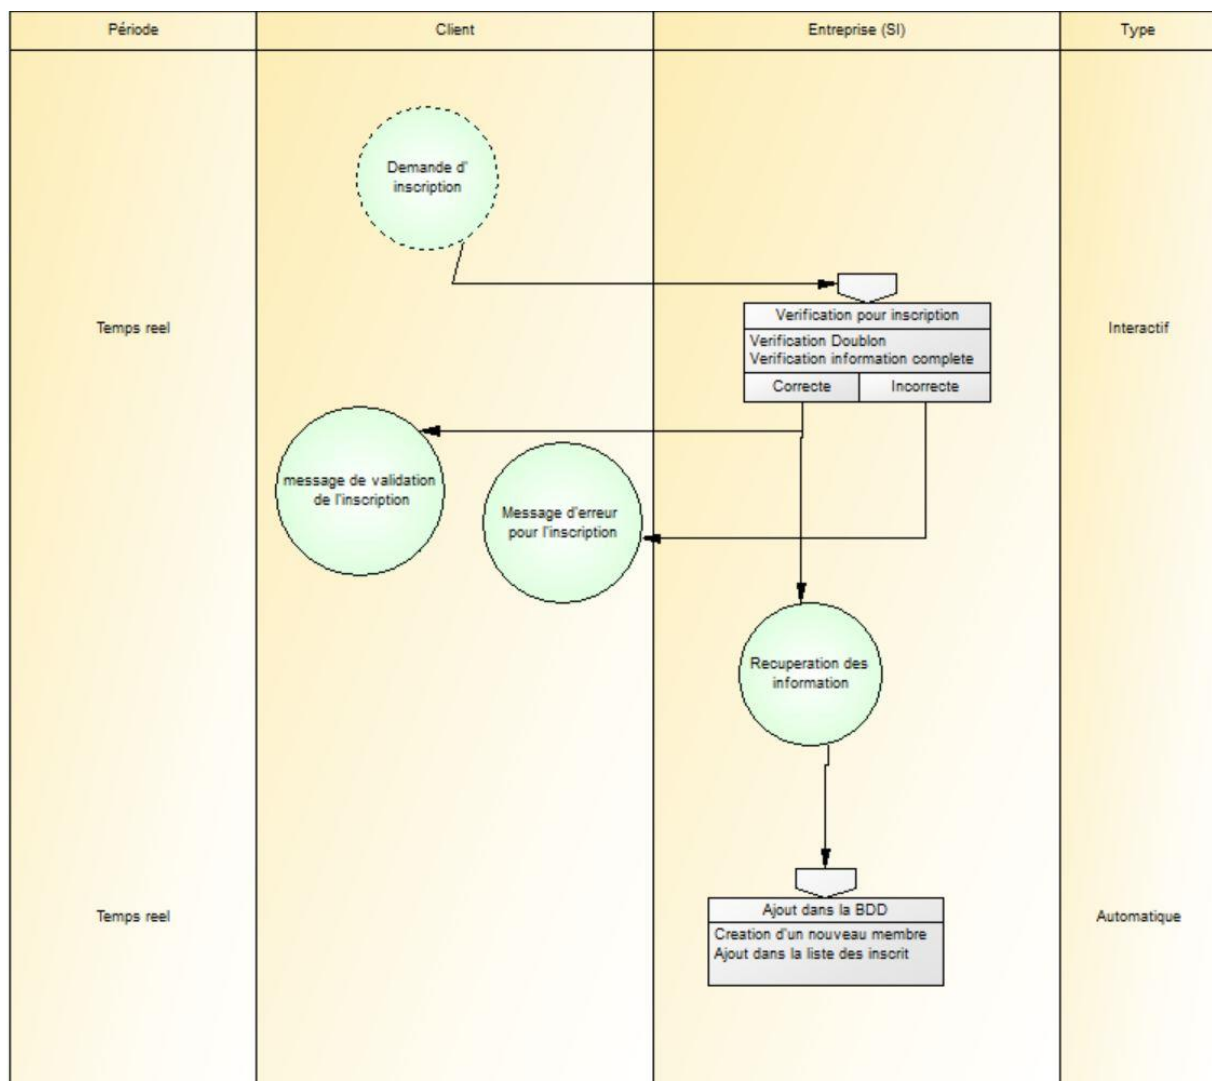 Période
Client
Entreprise (SI)
Type
Demande d'
inscription
Temps reel
Verification pour inscription
Verification Doublon
Verification information complete
Correcte
Incorrecte
Interactif
message de validation
de l'inscription
Message d'erreur
pour l'inscription
Recuperation des
information
Temps reel
Ajout dans la BDD
Creation d'un nouveau membre
Ajout dans la liste des inscrit
Automatique